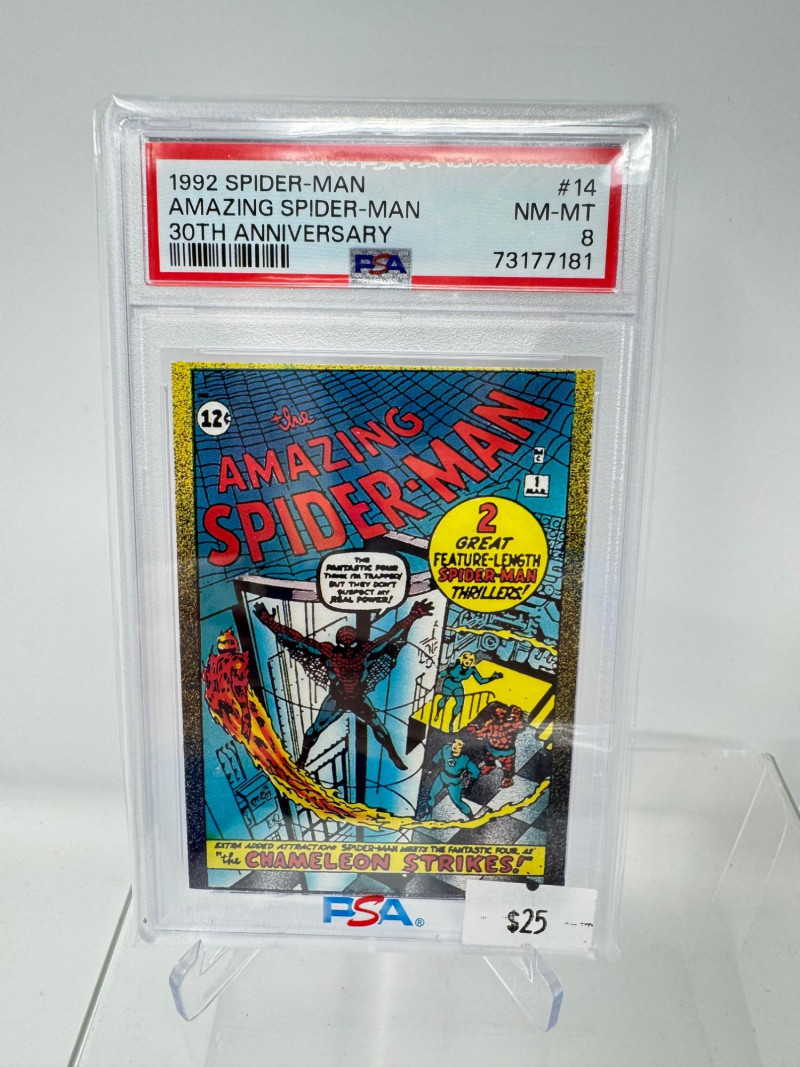 1992 SPIDER-MAN #14
AMAZING SPIDER-MAN NM-MT
30TH ANNIVERSARY 8
PSA 73177181
12¢
the
AMAZING
SPIDER-MAN
1
MAR.
2
GREAT
FEATURE-LENGTH
SPIDER-MAN
THRILLERS!
THE
FANTASTIC FOUR
THINK I'M TRAPPED!
BUT THEY DON'T
SUSPECT MY
REAL POWER!
EXTRA ADDED ATTRACTION! SPIDER-MAN MEETS THE FANTASTIC FOUR, AS
"the CHAMELEON STRIKES!"
PSA®
$25